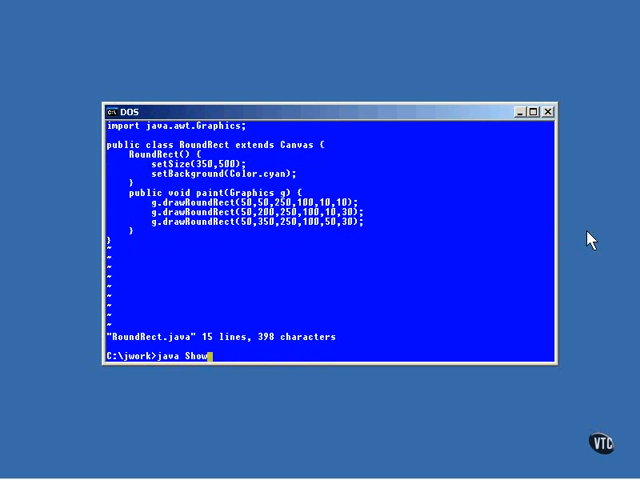 DOS
import java.awt.Graphics;
public class RoundRect extends Canvas {
RoundRect() {
setSize(350,500);
setBackground(Color.cyan);
}
public void paint(Graphics g) {
g.drawRoundRect(50,50,250,100,10,10);
g.drawRoundRect(50,200,250,100,10,30);
g.drawRoundRect(50,350,250,100,50,30);
}
}
~
~
~
~
~
~
~
~
~
"RoundRect.java" 15 lines, 398 characters
C:\jwork>java Show
VTC